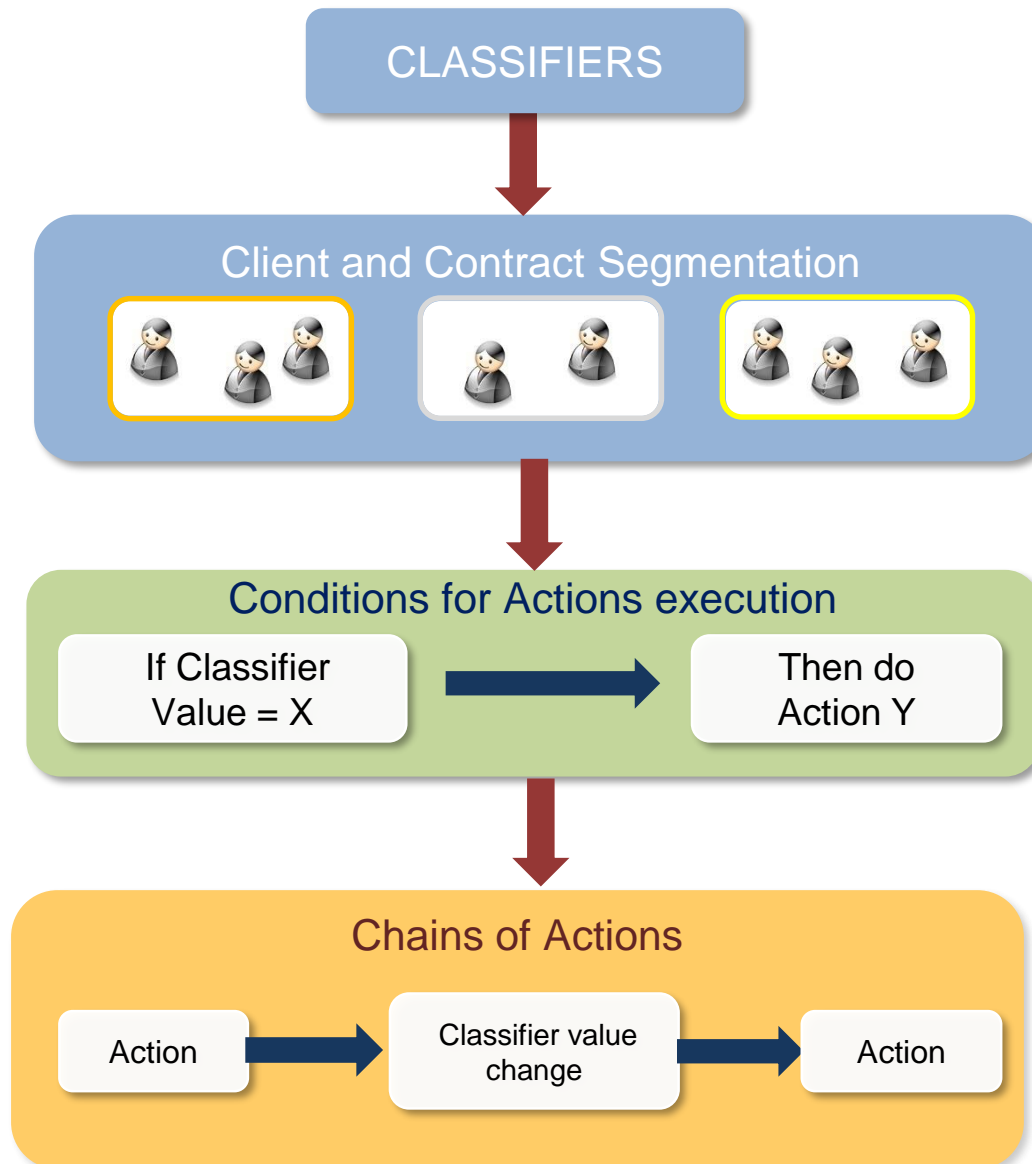 CLASSIFIERS
Client and Contract Segmentation
Conditions for Actions execution
If Classifier
Value = X
Then do
Action Y
Chains of Actions
Action
Classifier value
change
Action